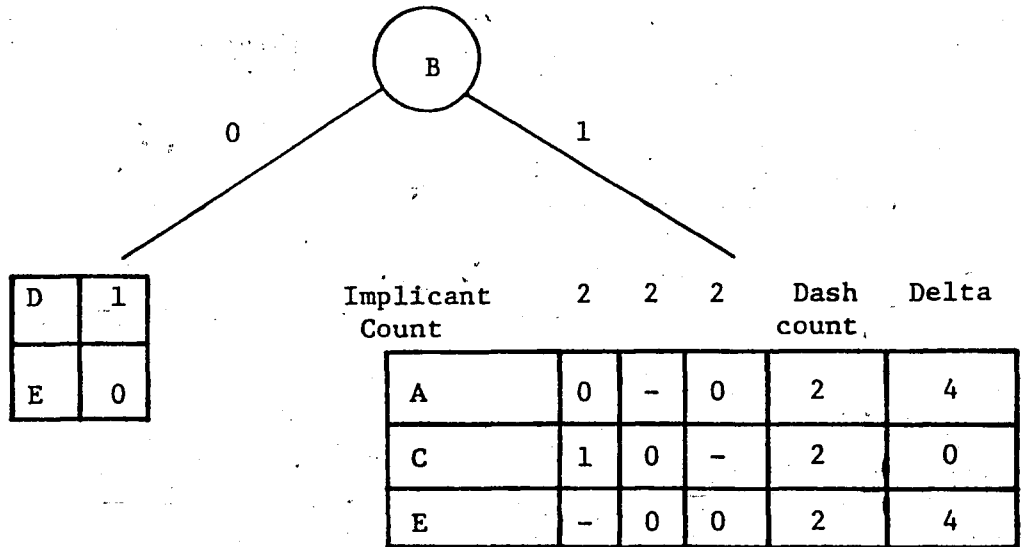 B
0 1
D 1
E 0
Implicant 2 2 2 Dash Delta
Count count
A 0 - 0 2 4
C 1 0 - 2 0
E - 0 0 2 4